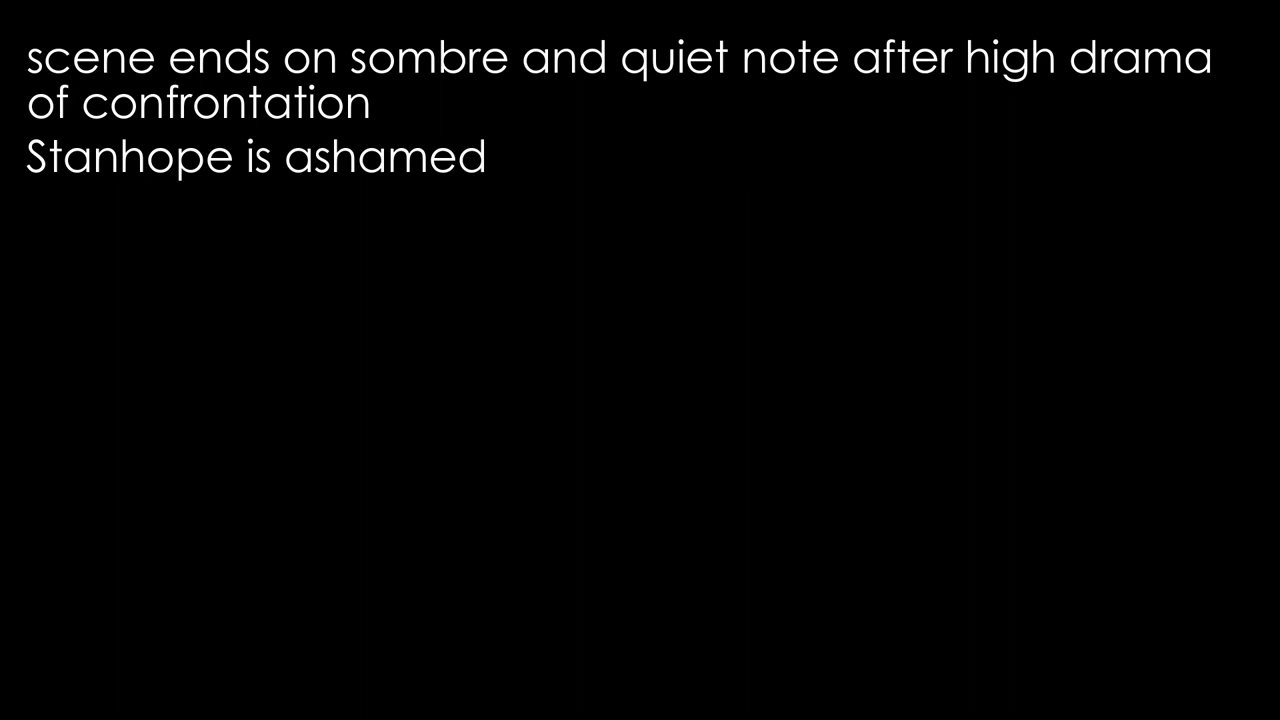 scene ends on sombre and quiet note after high drama
of confrontation
Stanhope is ashamed